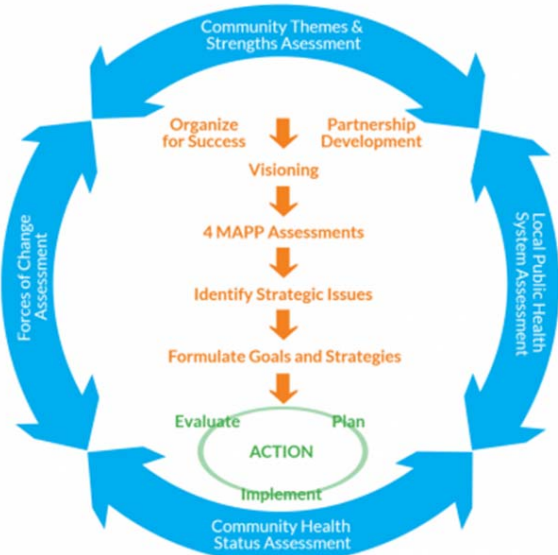 Community Themes &
Strengths Asessment
Organize
for Success
Partnership
Development
Visioning
4 MAPP Assessments
Identify Strategic Issues
Formulate Goals and Strategies
Evaluate
Plan
ACTION
Implement
Forces of Change
Assessment
Local Public Health
System Assessment
Community Health
Status Assessment